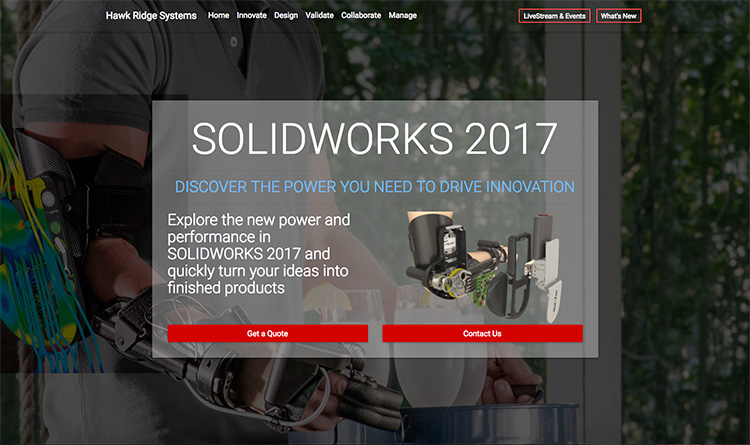 Hawk Ridge Systems Home Innovate Design Validate Collaborate Manage LiveStream & Events What's New
SOLIDWORKS 2017
DISCOVER THE POWER YOU NEED TO DRIVE INNOVATION
Explore the new power and
performance in
SOLIDWORKS 2017 and
quickly turn your ideas into
finished products
Get a Quote Contact Us